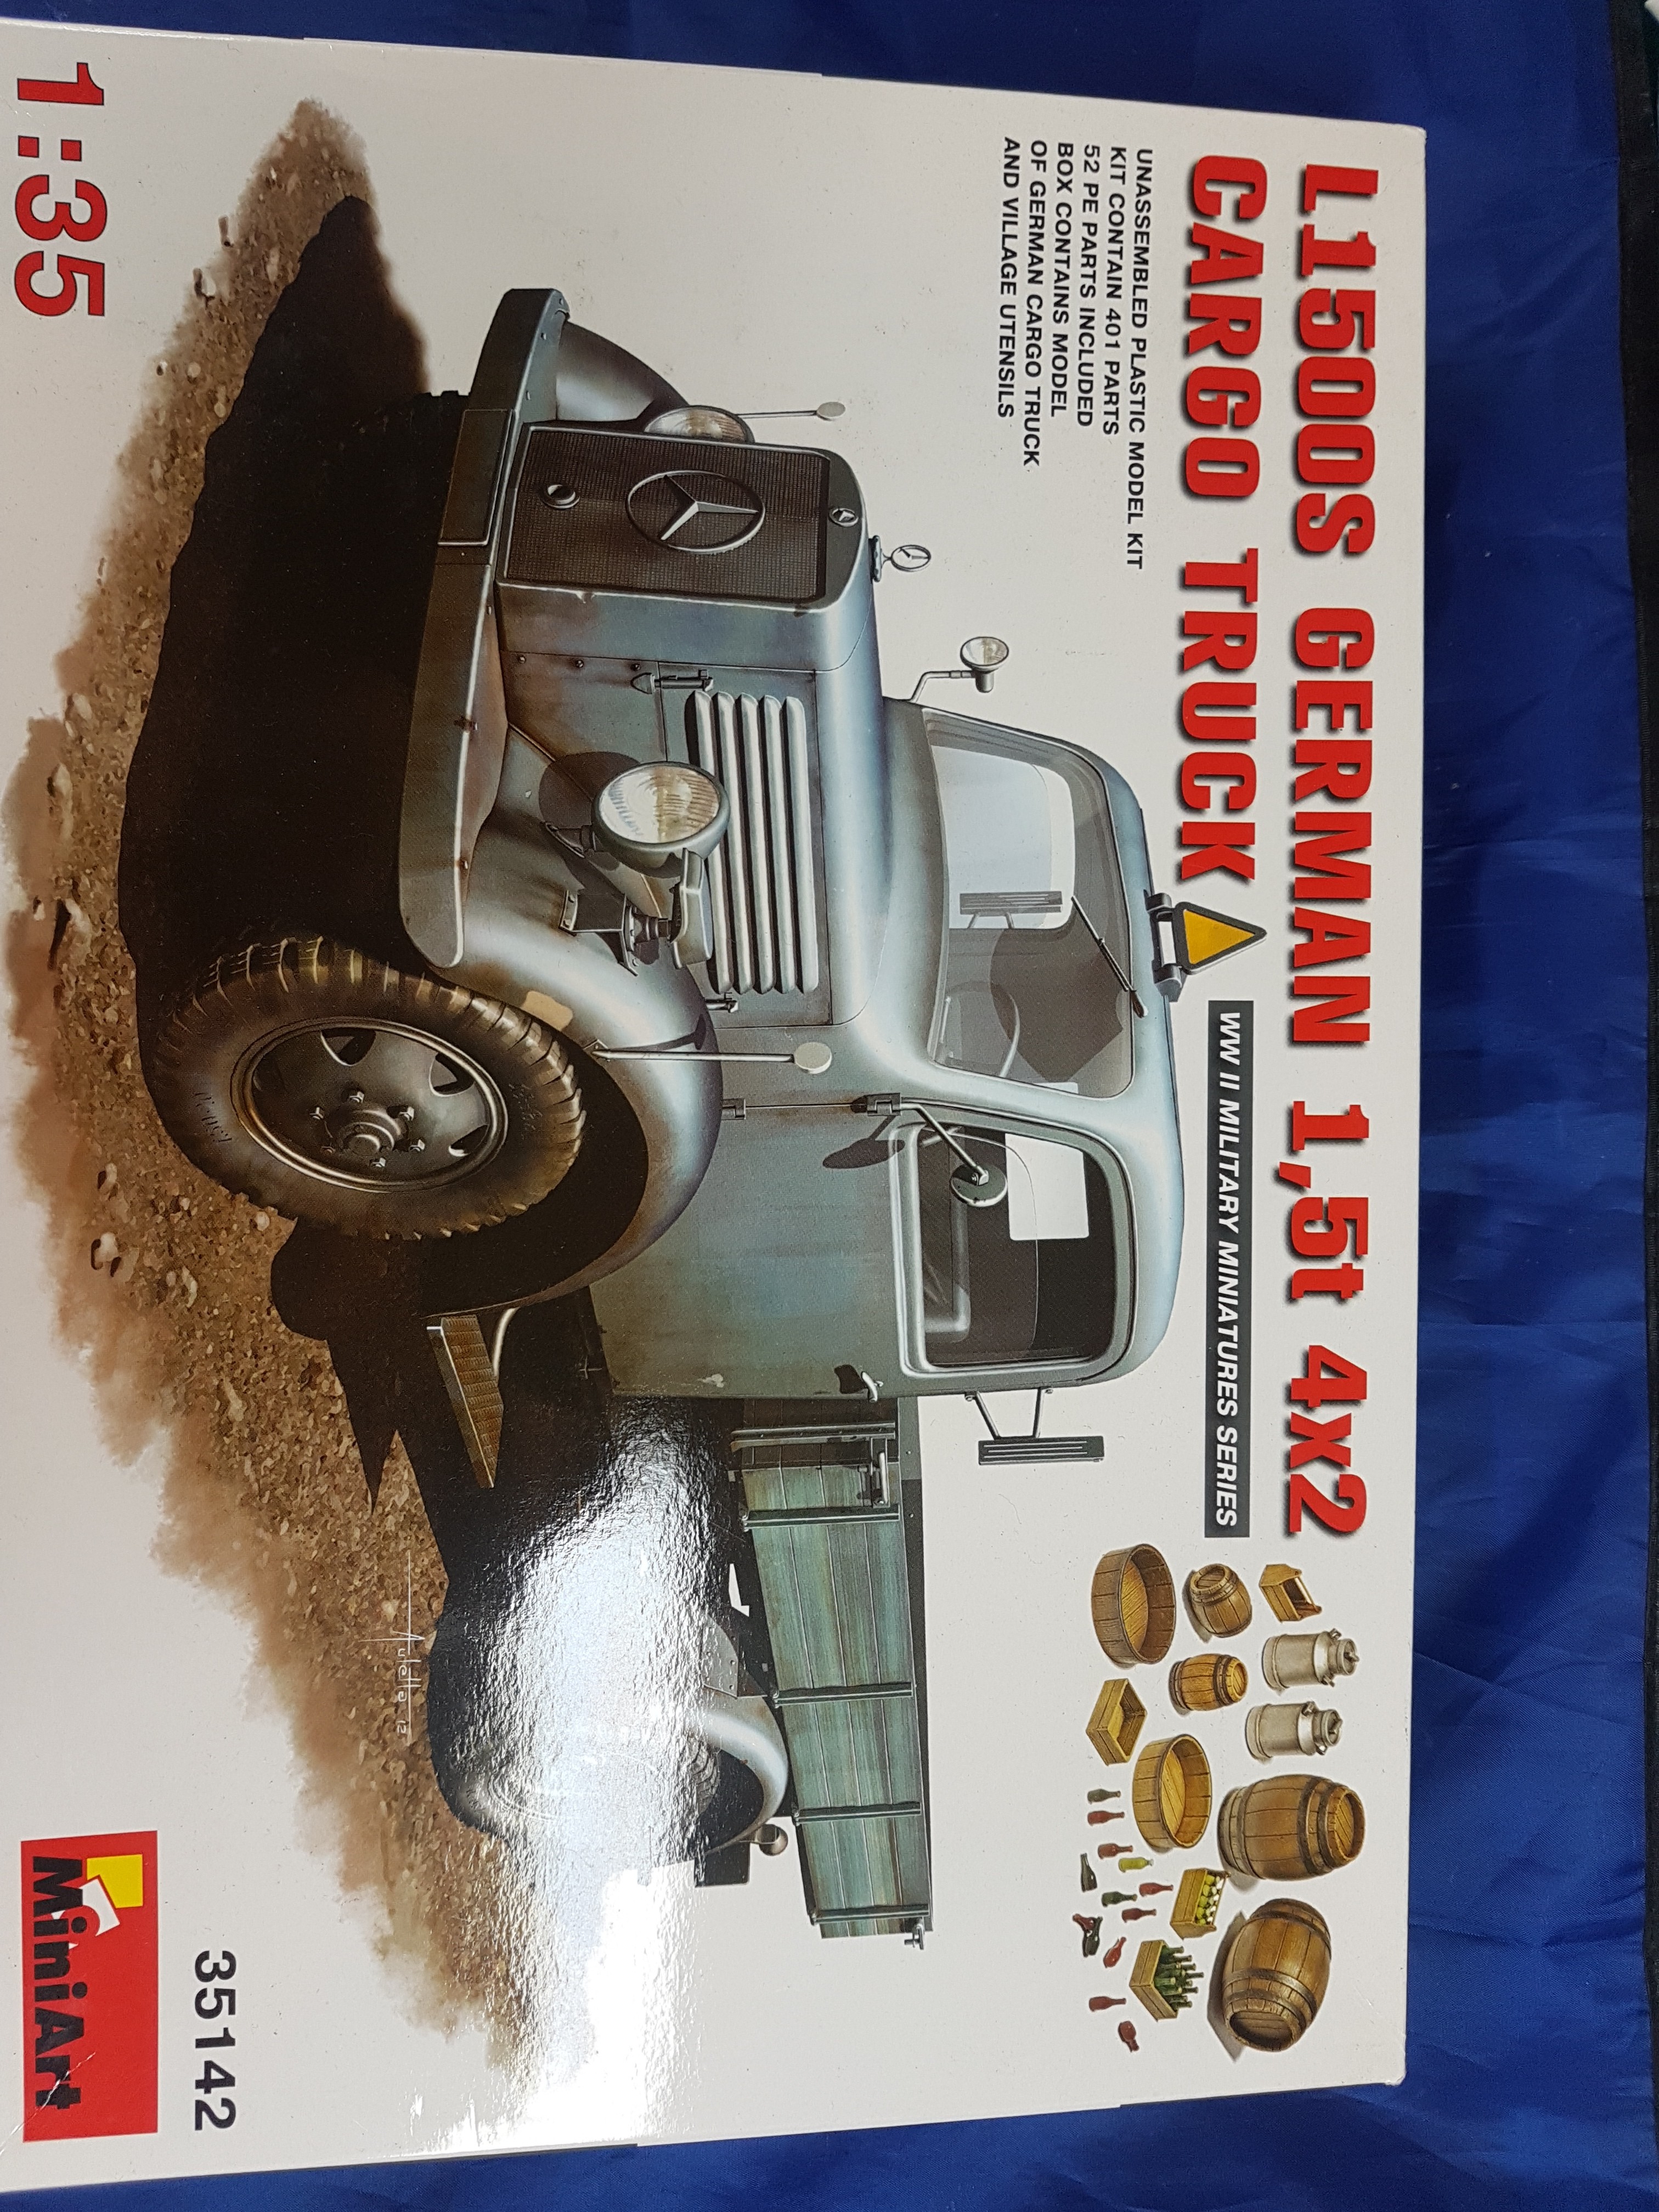 L1500S GERMAN 1,5t 4x2
CARGO TRUCK
WW II MILITARY MINIATURES SERIES
UNASSEMBLED PLASTIC MODEL KIT
KIT CONTAIN 401 PARTS
52 PE PARTS INCLUDED
BOX CONTAINS MODEL
OF GERMAN CARGO TRUCK
AND VILLAGE UTENSILS
1:35
35142
MiniArt